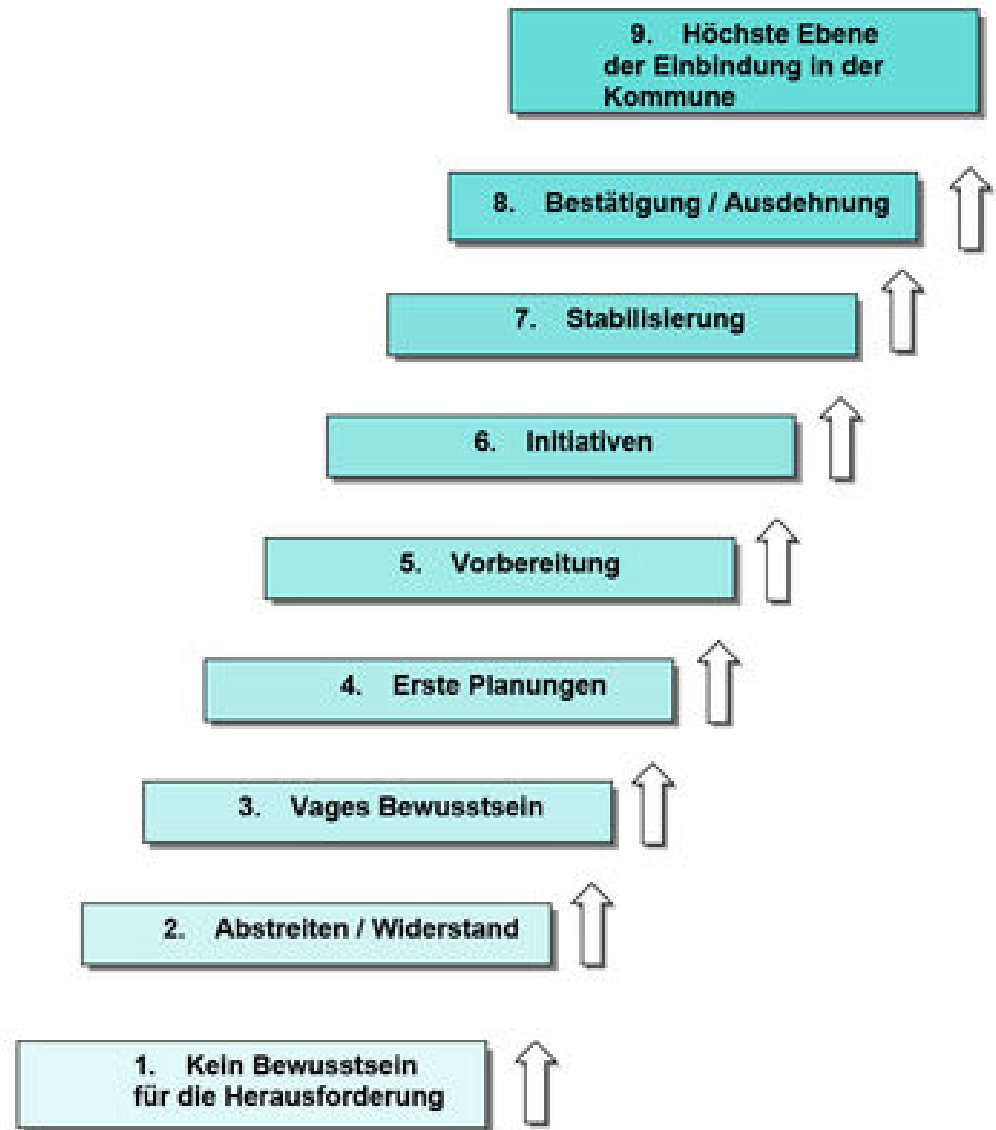 9. Höchste Ebene
der Einbindung in der
Kommune
8. Bestätigung / Ausdehnung
7. Stabilisierung
6. Initiativen
5. Vorbereitung
4. Erste Planungen
3. Vages Bewusstsein
2. Abstreiten / Widerstand
1. Kein Bewusstsein
für die Herausforderung